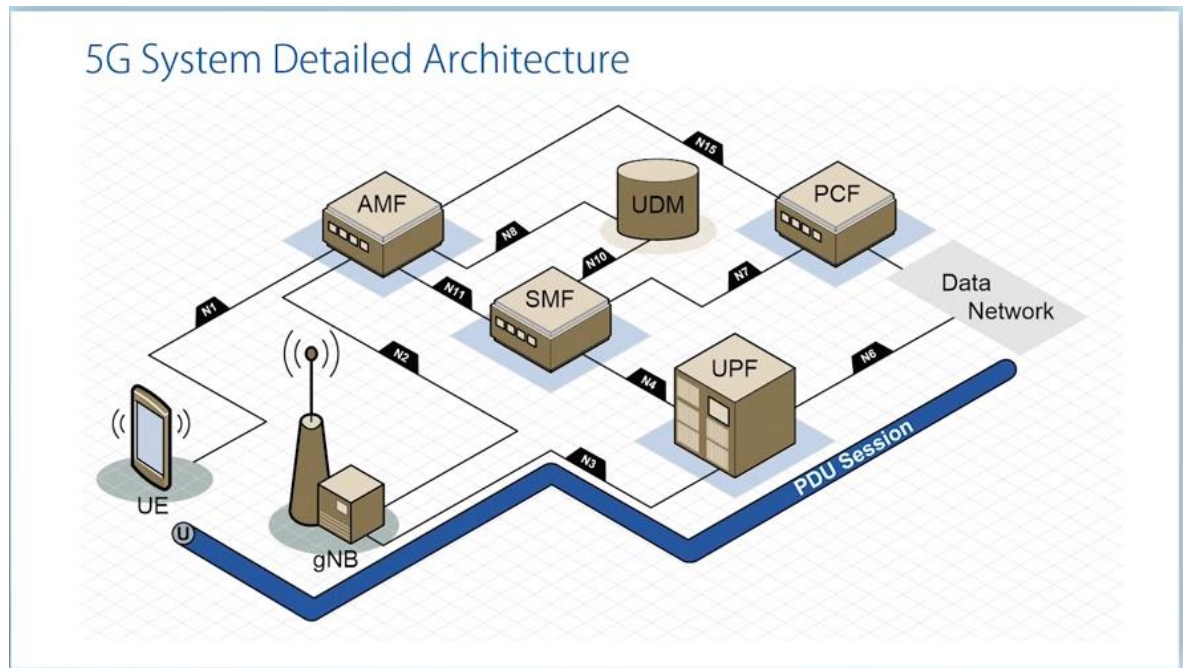 5G System Detailed Architecture
N15
AMF
UDM
PCF
N8
N10
N7
Data
Network
N1
N11
SMF
N2
UPF
N6
N4
PDU Session
N3
UE
U
gNB